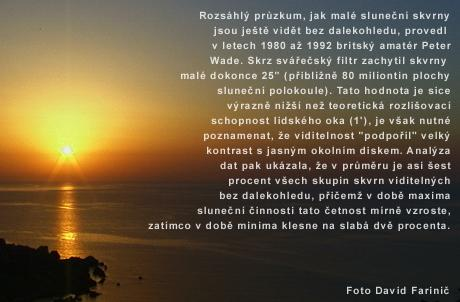 Rozsáhlý průzkum, jak malé sluneční skvrny
jsou ještě vidět bez dalekohledu, provedl
v letech 1980 až 1992 britský amatér Peter
Wade. Skrz svářečský filtr zachytil skvrny
malé dokonce 25" (přibližně 80 miliontin plochy
sluneční polokoule). Tato hodnota je sice
výrazně nižší než teoretická rozlišovací
schopnost lidského oka (1'), je však nutné
poznamenat, že viditelnost "podpořil" velký
kontrast s jasným okolním diskem. Analýza
dat pak ukázala, že v průměru je asi šest
procent všech skupin skvrn viditelných
bez dalekohledu, přičemž v době maxima
sluneční činnosti tato četnost mírně vzroste,
zatímco v době minima klesne na slabá dvě procenta.
Foto David Farinič